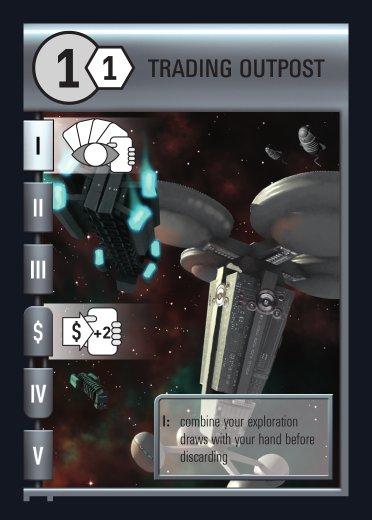 1
1
TRADING OUTPOST
I
II
III
$
$ +2
IV
V
I: combine your exploration
draws with your hand before
discarding